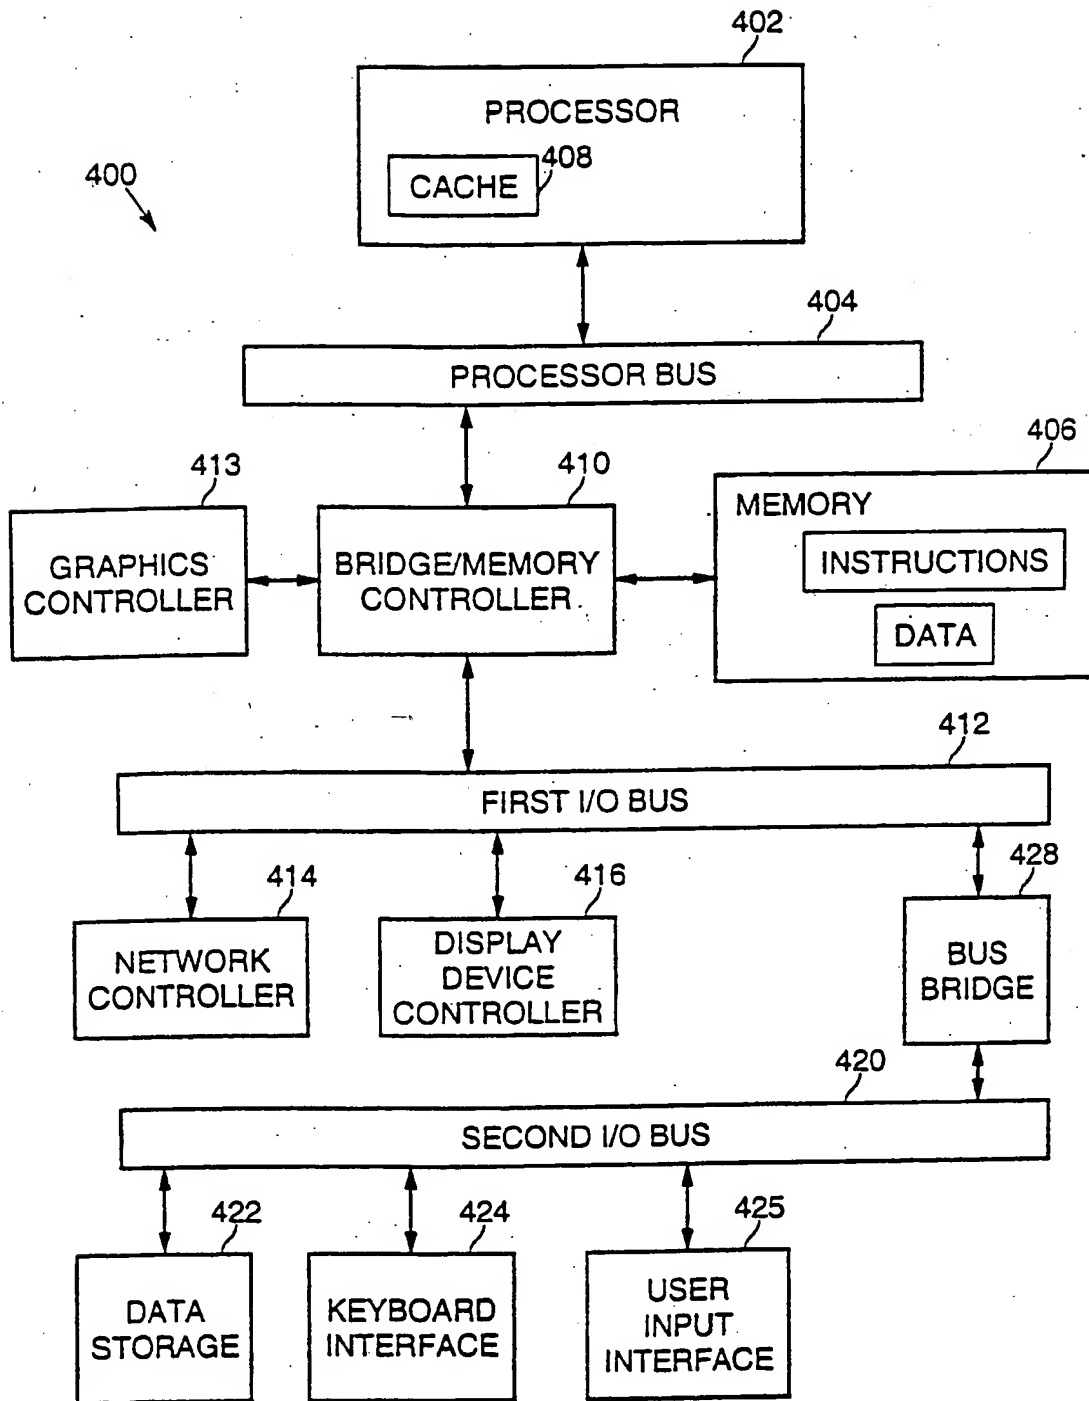 402
PROCESSOR
408
CACHE
400
404
PROCESSOR BUS
406
413
410
MEMORY
GRAPHICS
CONTROLLER
BRIDGE/MEMORY
CONTROLLER
INSTRUCTIONS
DATA
412
FIRST I/O BUS
414
416
428
NETWORK
CONTROLLER
DISPLAY
DEVICE
CONTROLLER
BUS
BRIDGE
420
SECOND I/O BUS
422
424
425
DATA
STORAGE
KEYBOARD
INTERFACE
USER
INPUT
INTERFACE